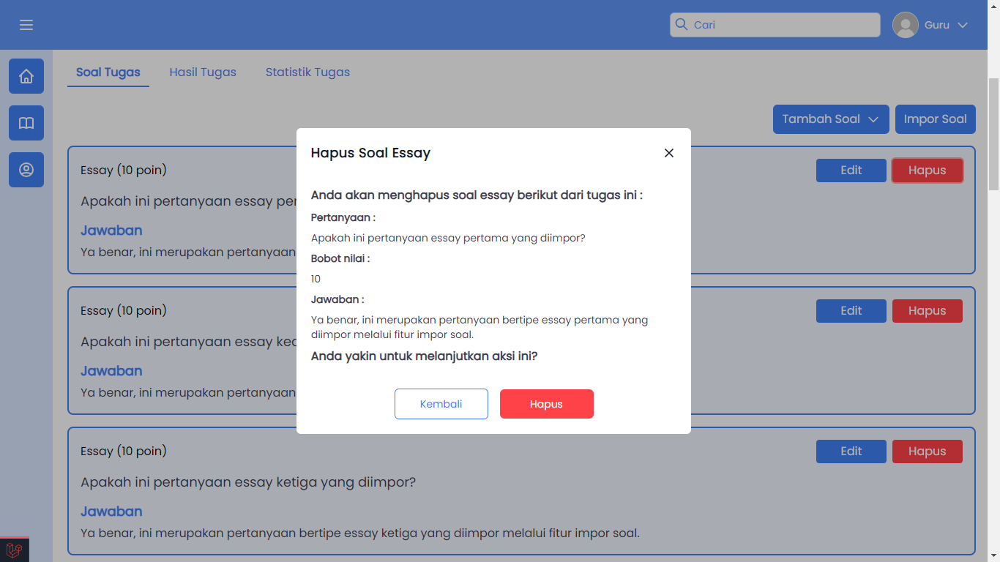 Cari
Guru
Soal Tugas
Hasil Tugas
Statistik Tugas
Tambah Soal
Impor Soal
Hapus Soal Essay
Anda akan menghapus soal essay berikut dari tugas ini :
Pertanyaan :
Apakah ini pertanyaan essay pertama yang diimpor?
Bobot nilai :
10
Jawaban :
Ya benar, ini merupakan pertanyaan bertipe essay pertama yang
diimpor melalui fitur impor soal.
Anda yakin untuk melanjutkan aksi ini?
Kembali
Hapus
Essay (10 poin)
Edit
Hapus
Apakah ini pertanyaan essay
Jawaban
Ya benar, ini merupakan pertanyaan
Essay (10 poin)
Edit
Hapus
Apakah ini pertanyaan essay
Jawaban
Ya benar, ini merupakan pertanyaan
Essay (10 poin)
Edit
Hapus
Apakah ini pertanyaan essay ketiga yang diimpor?
Jawaban
Ya benar, ini merupakan pertanyaan bertipe essay ketiga yang diimpor melalui fitur impor soal.